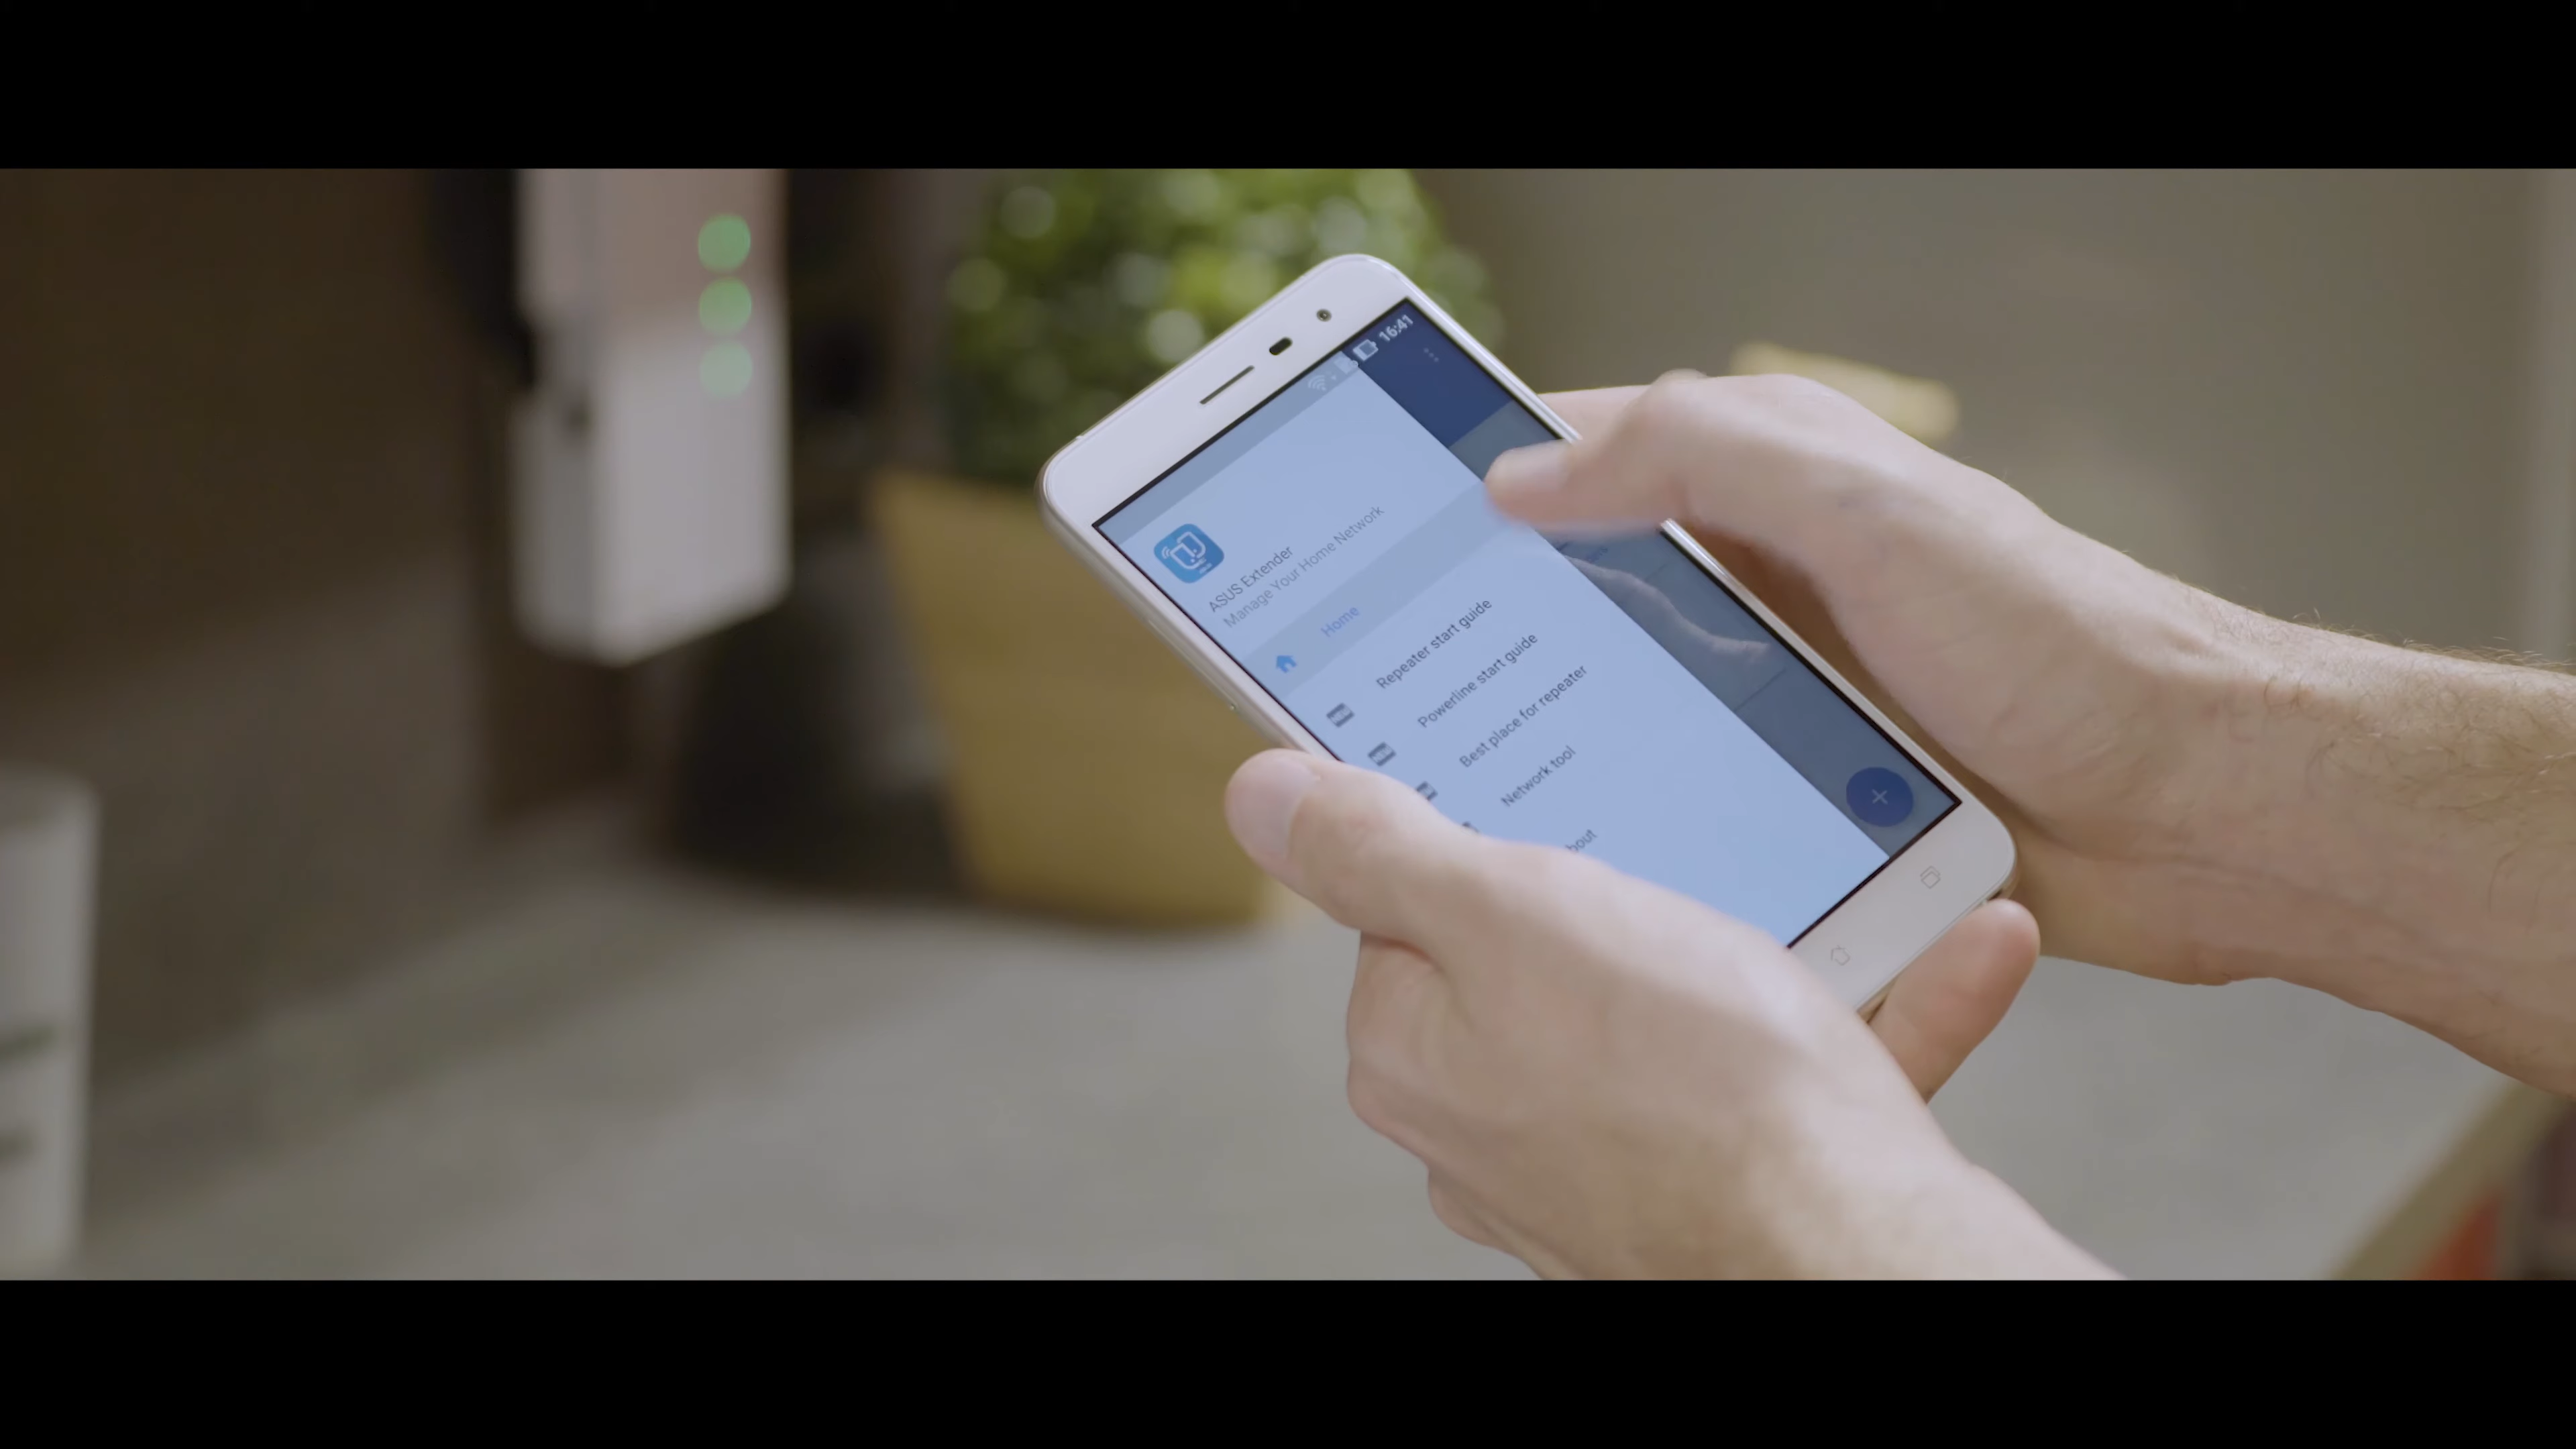 16:41
ASUS Extender
Manage Your Home Network
Home
Repeater start guide
Powerline start guide
Best place for repeater
Network tool
bout